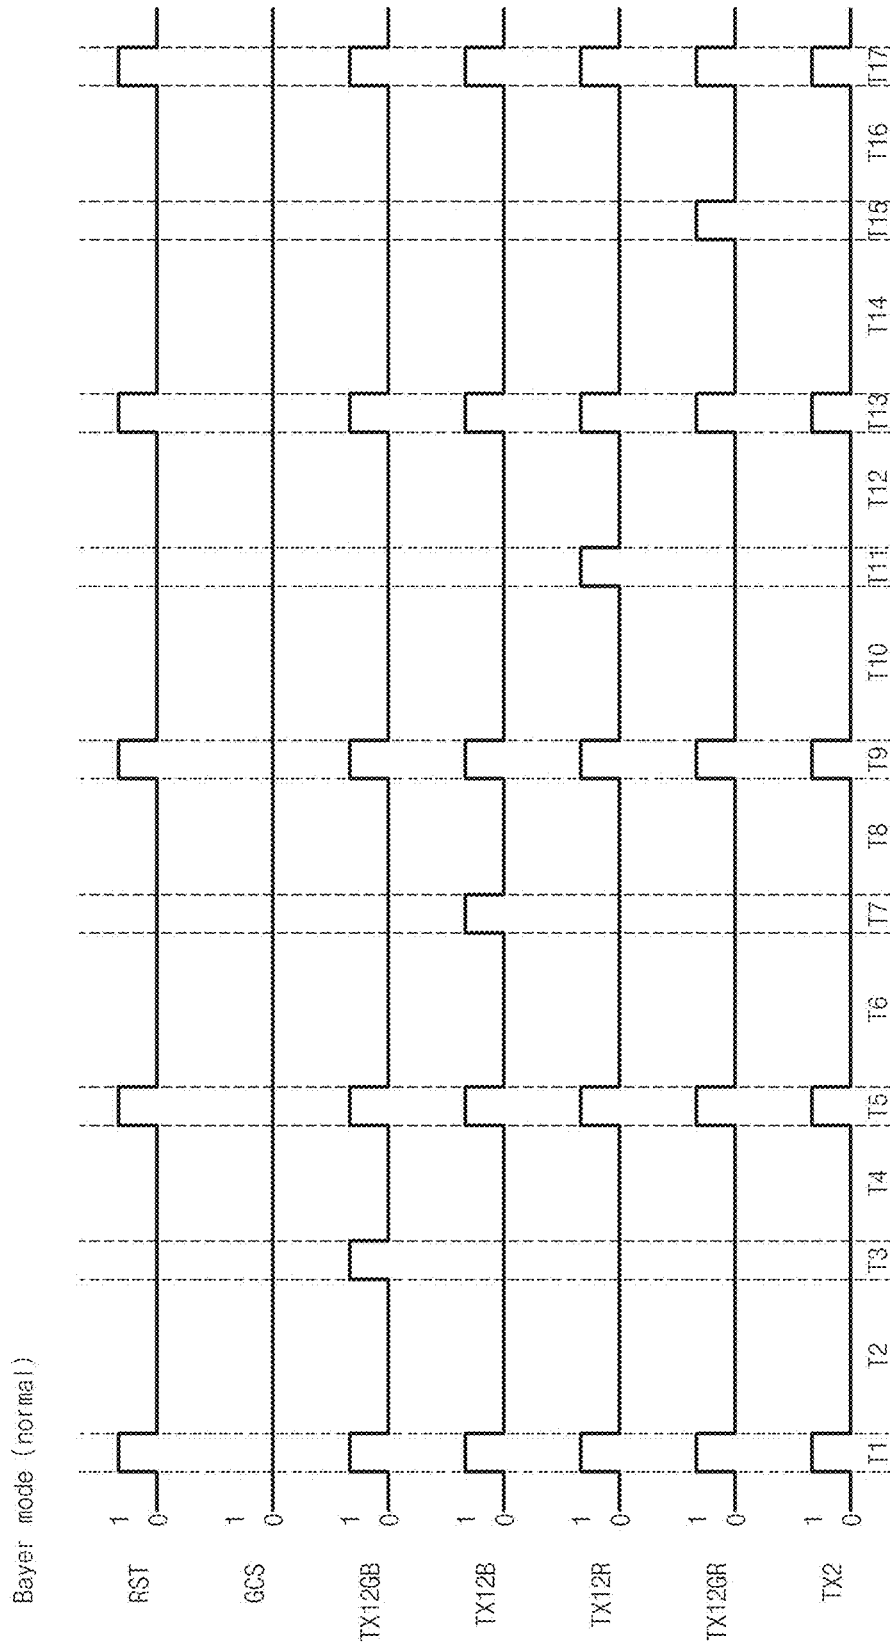 Bayer mode (normal)
RST 1 0
GCS 1 0
TX12GB 1 0
TX12B 1 0
TX12R 1 0
TX12GR 1 0
TX2 1 0
T1 T2 T3 T4 T5 T6 T7 T8 T9 T10 T11 T12 T13 T14 T15 T16 T17